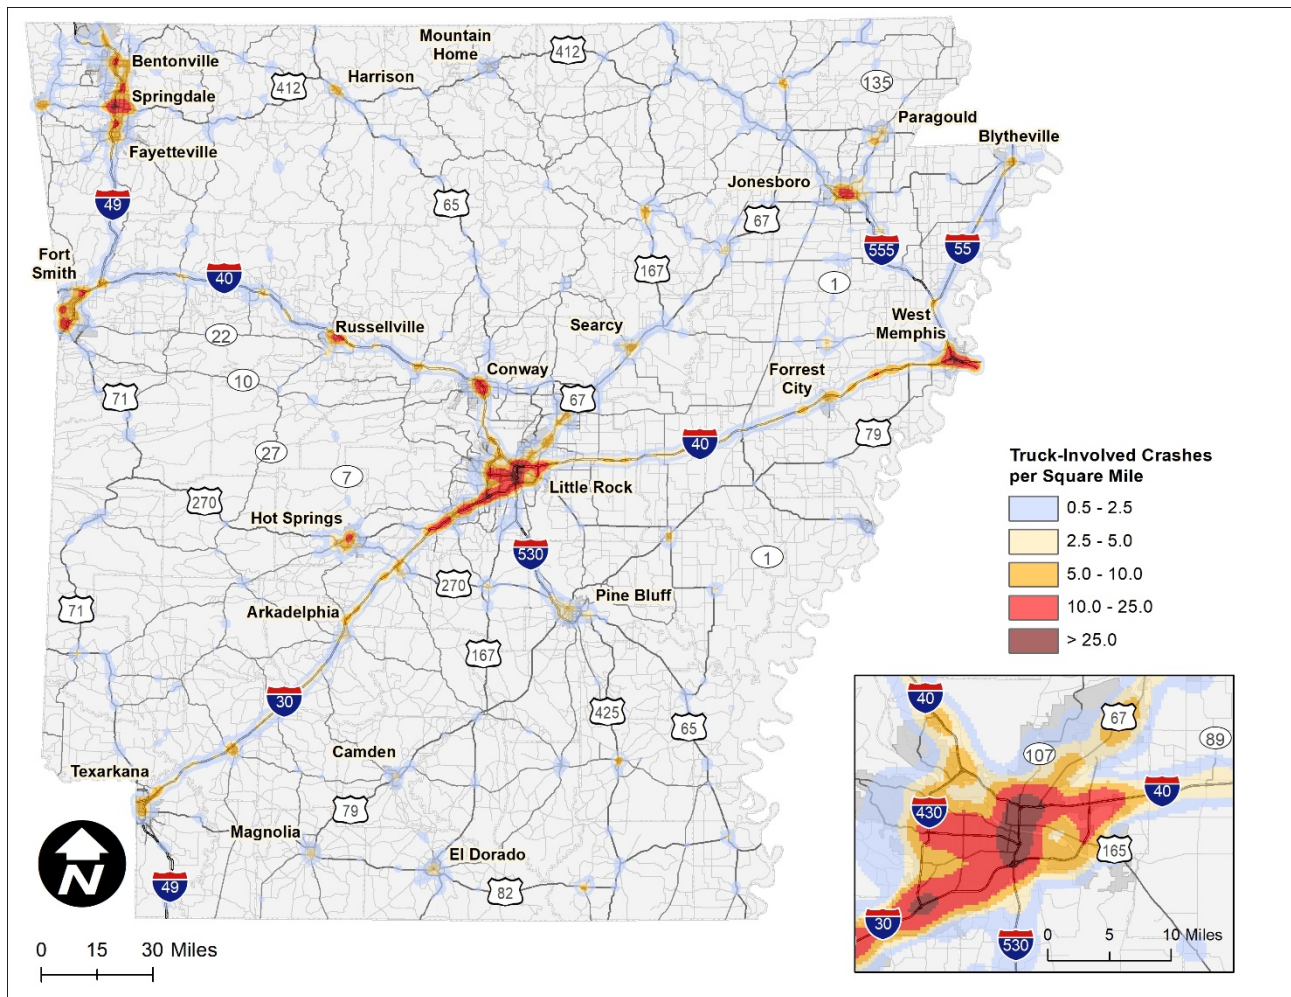 Mountain
Home
412
Bentonville
Harrison
412
135
Springdale
Paragould
Blytheville
Fayetteville
Jonesboro
49
65
67
555
55
Fort
Smith
40
167
1
West
Memphis
22
Russellville
Searcy
Conway
Forrest
City
10
71
67
79
40
27
7
Little Rock
270
Hot Springs
530
1
270
Pine Bluff
71
Arkadelphia
167
30
425
65
Texarkana
Camden
79
Magnolia
El Dorado
N
49
82
0 15 30 Miles
Truck-Involved Crashes
per Square Mile
0.5 - 2.5
2.5 - 5.0
5.0 - 10.0
10.0 - 25.0
> 25.0
40
67
107
89
40
430
165
30
530
0 5 10 Miles